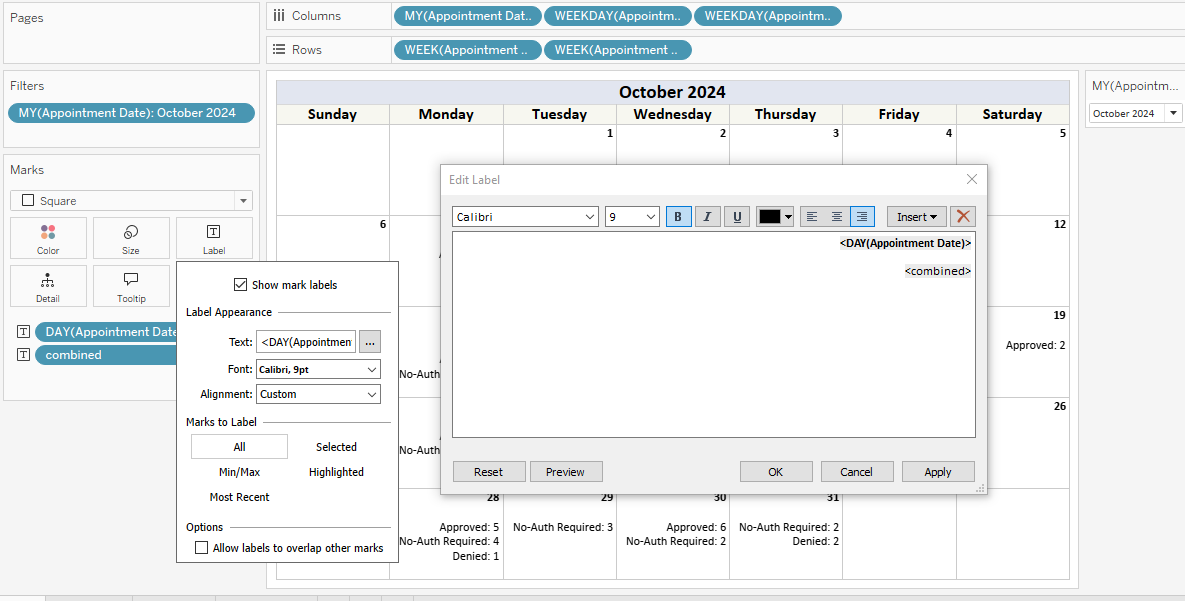 Pages
Columns
MY(Appointment Dat..
WEEKDAY(Appointm..
WEEKDAY(Appointm..
Rows
WEEK(Appointment ..
WEEK(Appointment ..
Filters
MY(Appointment Date): October 2024
MY(Appointm...
October 2024
Marks
Square
Color
Size
Label
Detail
Tooltip
DAY(Appointment Date
combined
Show mark labels
Label Appearance
Text:
<DAY(Appointment
...
Font:
Calibri, 9pt
Alignment:
Custom
Marks to Label
All
Selected
Min/Max
Highlighted
Most Recent
Options
Allow labels to overlap other marks
October 2024
Sunday Monday Tuesday Wednesday Thursday Friday Saturday
1 2 3 4 5
6
12
19
No-Auth
Approved: 2
26
No-Auth
28 29 30 31
Approved: 5
No-Auth Required: 4
Denied: 1
No-Auth Required: 3
Approved: 6
No-Auth Required: 2
No-Auth Required: 2
Denied: 2
Edit Label
Calibri
9
B I U
Insert
<DAY(Appointment Date)>
<combined>
Reset Preview OK Cancel Apply